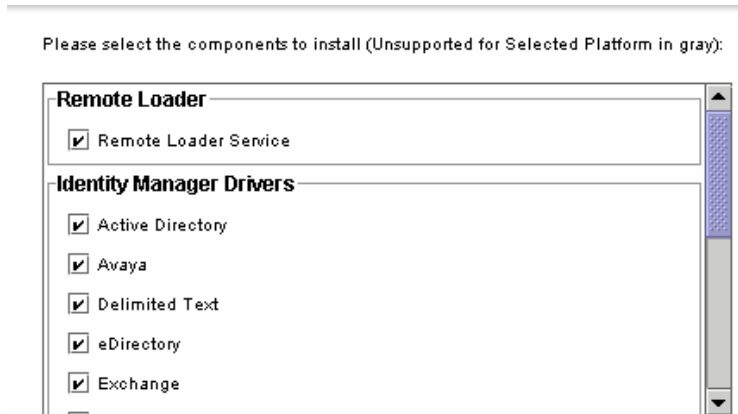 Please select the components to install (Unsupported for Selected Platform in gray):
Remote Loader
Remote Loader Service
Identity Manager Drivers
Active Directory
Avaya
Delimited Text
eDirectory
Exchange